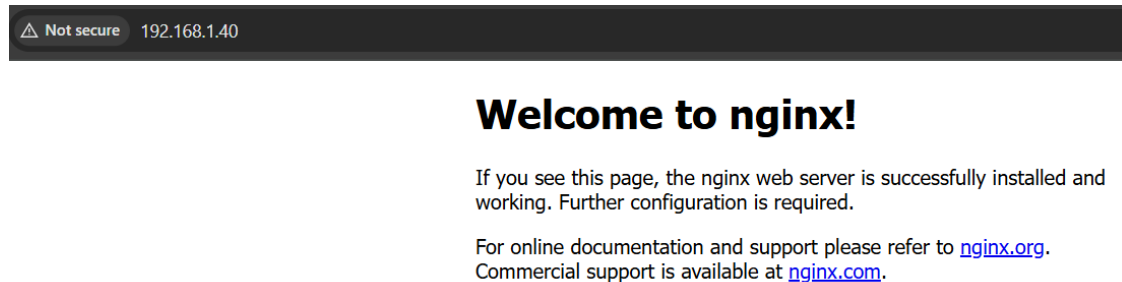 Not secure 192.168.1.40
Welcome to nginx!
If you see this page, the nginx web server is successfully installed and
working. Further configuration is required.
For online documentation and support please refer to nginx.org.
Commercial support is available at nginx.com.